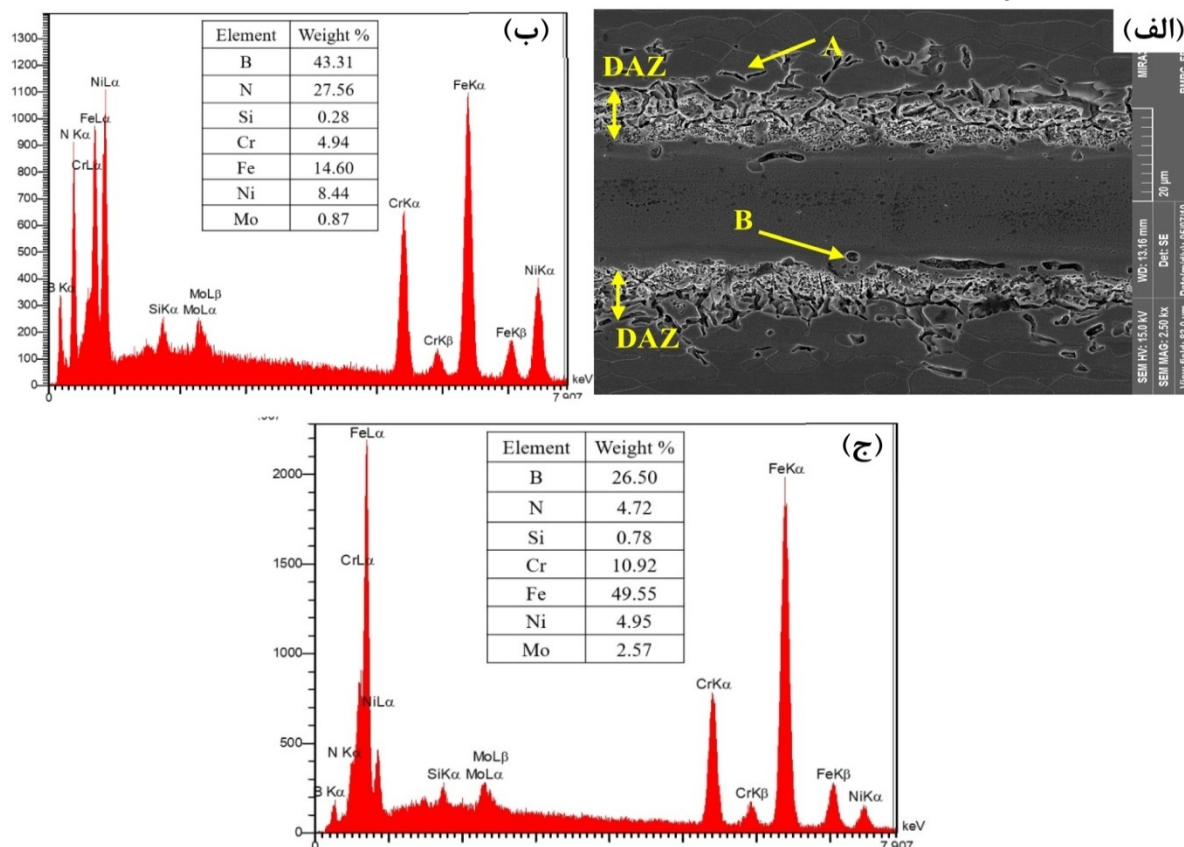 (ب)
Element Weight %
B 43.31
N 27.56
Si 0.28
Cr 4.94
Fe 14.60
Ni 8.44
Mo 0.87
1300
1200
1100
1000
900
800
700
600
500
400
300
200
100
0
NiLα
FeLα
N Kα
CrLα
B Kα
SiKα
MoLβ
MoLα
CrKα
CrKβ
FeKα
FeKβ
NiKα
keV
7.907
(الف)
A
DAZ
B
DAZ
SEM HV: 15.0 kV
WD: 13.16 mm
20 µm
SEM MAG: 2.50 kx
Det: SE
(ج)
Element Weight %
B 26.50
N 4.72
Si 0.78
Cr 10.92
Fe 49.55
Ni 4.95
Mo 2.57
2000
1500
1000
500
0
FeLα
CrLα
NiLα
N Kα
B Kα
SiKα
MoLβ
MoLα
CrKα
CrKβ
FeKα
FeKβ
NiKα
keV